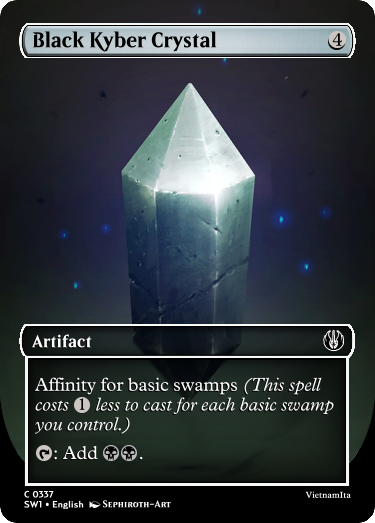 Black Kyber Crystal 4
Artifact
Affinity for basic swamps (This spell
costs 1 less to cast for each basic swamp
you control.)
: Add .
C 0337 VietnamIta
SW1 • English Sephiroth-Art